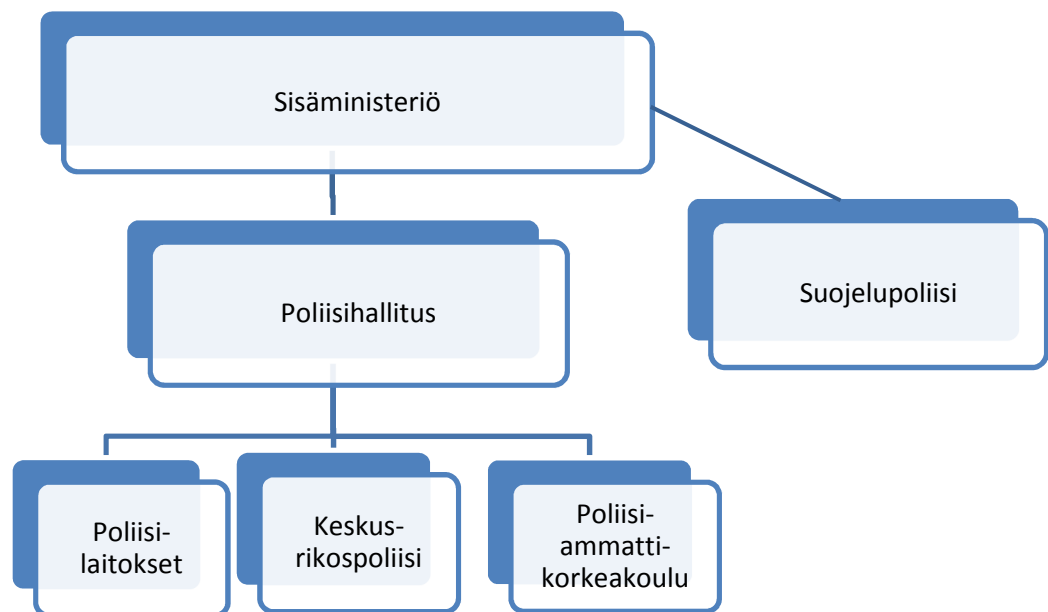 Sisäministeriö
Suojelupoliisi
Poliisihallitus
Poliisi-
laitokset
Keskus-
rikospoliisi
Poliisi-
ammatti-
korkeakoulu